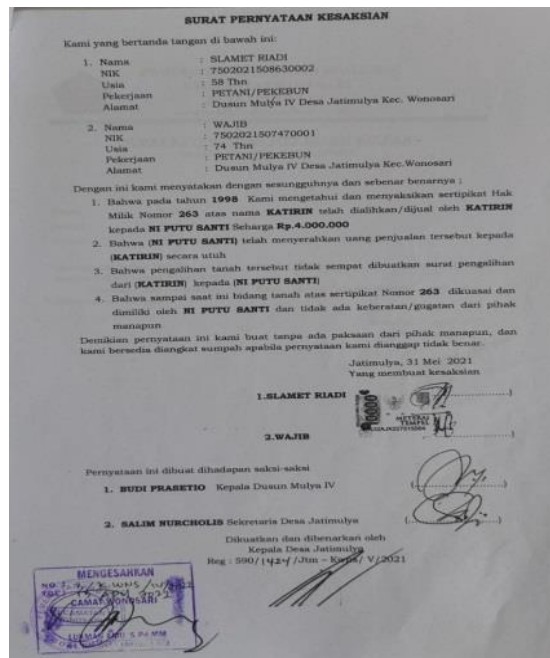 SURAT PERNYATAAN KESAKSIAN
Kami yang bertanda tangan di bawah ini:
1. Nama : SLAMET RIADI
NIK : 7502021508630002
Usia : 58 Thn
Pekerjaan : PETANI/PEKEBUN
Alamat : Dusun Mulya IV Desa Jatimulya Kec. Wonosari
2. Nama : WAJIB
NIK : 7502021507470001
Usia : 74 Thn
Pekerjaan : PETANI/PEKEBUN
Alamat : Dusun Mulya IV Desa Jatimulya Kec.Wonosari
Dengan ini kami menyatakan dengan sesungguhnya dan sebenar benarnya ;
1. Bahwa pada tahun 1998 Kami mengetahui dan menyaksikan sertipikat Hak
Milik Nomor 263 atas nama KATIRIN telah dialihkan/dijual oleh KATIRIN
kepada NI PUTU SANTI Seharga Rp.4.000.000
2. Bahwa (NI PUTU SANTI) telah menyerahkan uang penjualan tersebut kepada
(KATIRIN) secara utuh
3. Bahwa pengalihan tanah tersebut tidak sempat dibuatkan surat pengalihan
dari (KATIRIN) kepada (NI PUTU SANTI)
4. Bahwa sampai saat ini bidang tanah atas sertipikat Nomor 263 dikuasai dan
dimiliki oleh NI PUTU SANTI dan tidak ada keberatan/gugatan dari pihak
manapun
Demikian pernyataan ini kami buat tanpa ada paksaan dari pihak manapun, dan
kami bersedia diangkat sumpah apabila pernyataan kami dianggap tidak benar.
Jatimulya, 31 Mei 2021
Yang membuat kesaksian
1.SLAMET RIADI (....................)
10000
METERAI
TEMPEL
2.WAJIB (....................)
Pernyataan ini dibuat dihadapan saksi-saksi
1. BUDI PRASETIO Kepala Dusun Mulya IV (....................)
2. SALIM NURCHOLIS Sekretaris Desa Jatimulya (....................)
Dikuatkan dan dibenarkan oleh
Kepala Desa Jatimulya
Reg : 590/1424/Jtm - Kwns/ V/2021
MENGESAHKAN
CAMAT WONOSARI